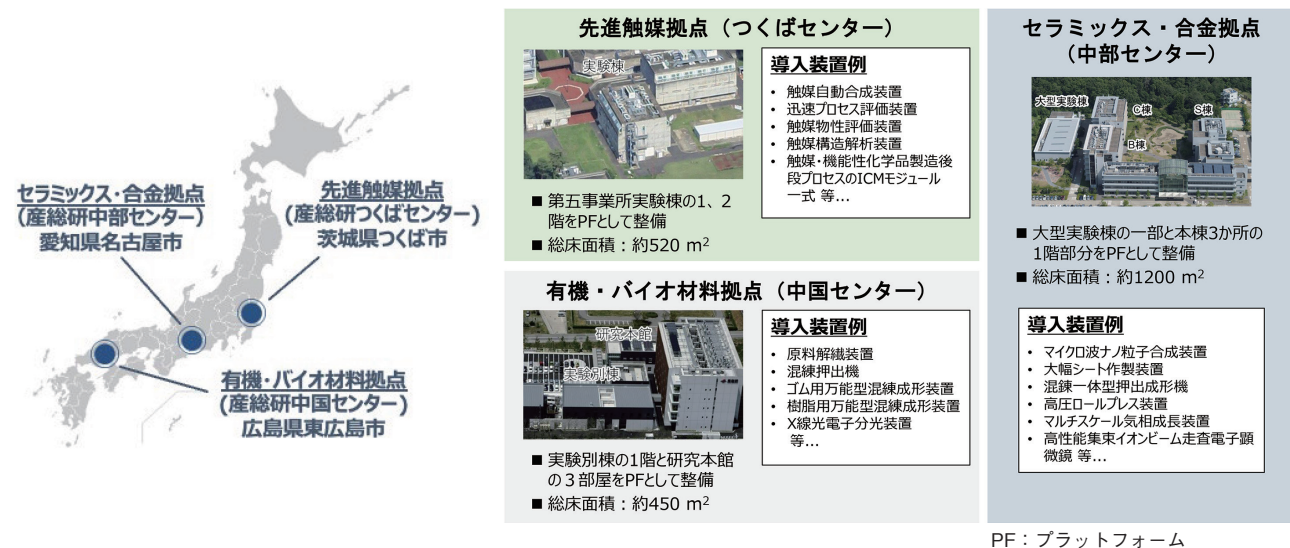 セラミックス・合金拠点
(産総研中部センター)
愛知県名古屋市
先進触媒拠点
(産総研つくばセンター)
茨城県つくば市
有機・バイオ材料拠点
(産総研中国センター)
広島県東広島市
先進触媒拠点（つくばセンター）
実験棟
■ 第五事業所実験棟の1、2
階をPFとして整備
■ 総床面積：約520 m²
導入装置例
• 触媒自動合成装置
• 迅速プロセス評価装置
• 触媒物性評価装置
• 触媒構造解析装置
• 触媒・機能性化学品製造後
段プロセスのICMモジュール
一式 等...
有機・バイオ材料拠点（中国センター）
研究本館
実験別棟
■ 実験別棟の1階と研究本館
の３部屋をPFとして整備
■ 総床面積：約450 m²
導入装置例
• 原料解繊装置
• 混練押出機
• ゴム用万能型混練成形装置
• 樹脂用万能型混練成形装置
• X線光電子分光装置
等...
セラミックス・合金拠点
（中部センター）
大型実験棟
C棟
S棟
B棟
■ 大型実験棟の一部と本棟3か所の
1階部分をPFとして整備
■ 総床面積：約1200 m²
導入装置例
• マイクロ波ナノ粒子合成装置
• 大幅シート作製装置
• 混錬一体型押出成形機
• 高圧ロールプレス装置
• マルチスケール気相成長装置
• 高性能集束イオンビーム走査電子顕
微鏡 等...
PF：プラットフォーム